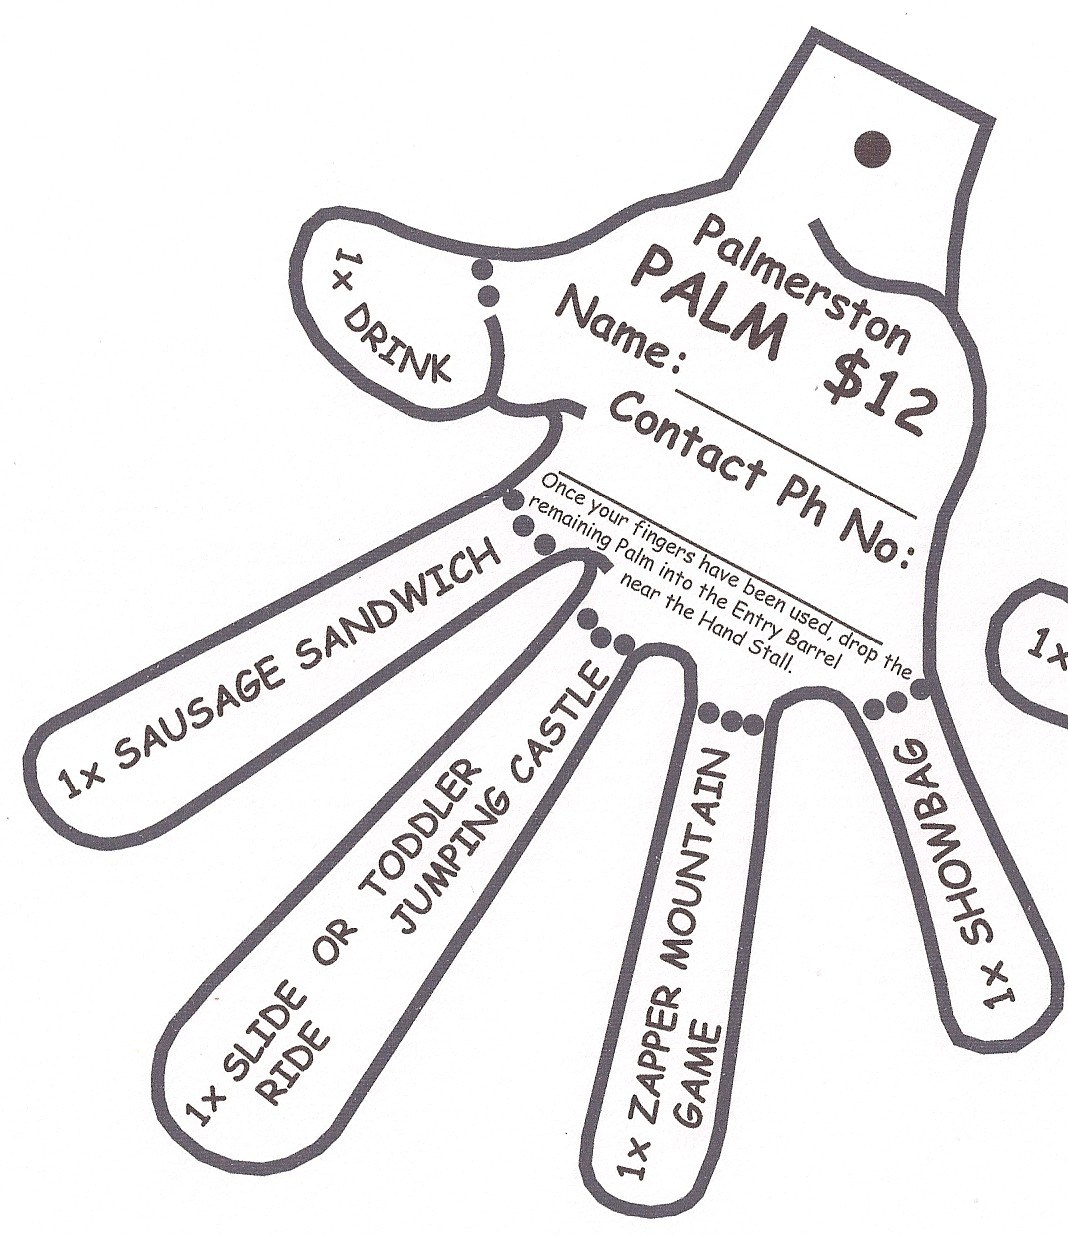 Palmerston
PALM $12
Name:
Contact Ph No:
Once your fingers have been used, drop the
remaining Palm into the Entry Barrel
near the Hand Stall.
1x DRINK
1x SAUSAGE SANDWICH
1x SLIDE OR TODDLER
RIDE JUMPING CASTLE
1x ZAPPER MOUNTAIN
GAME
1x SHOWBAG
1x